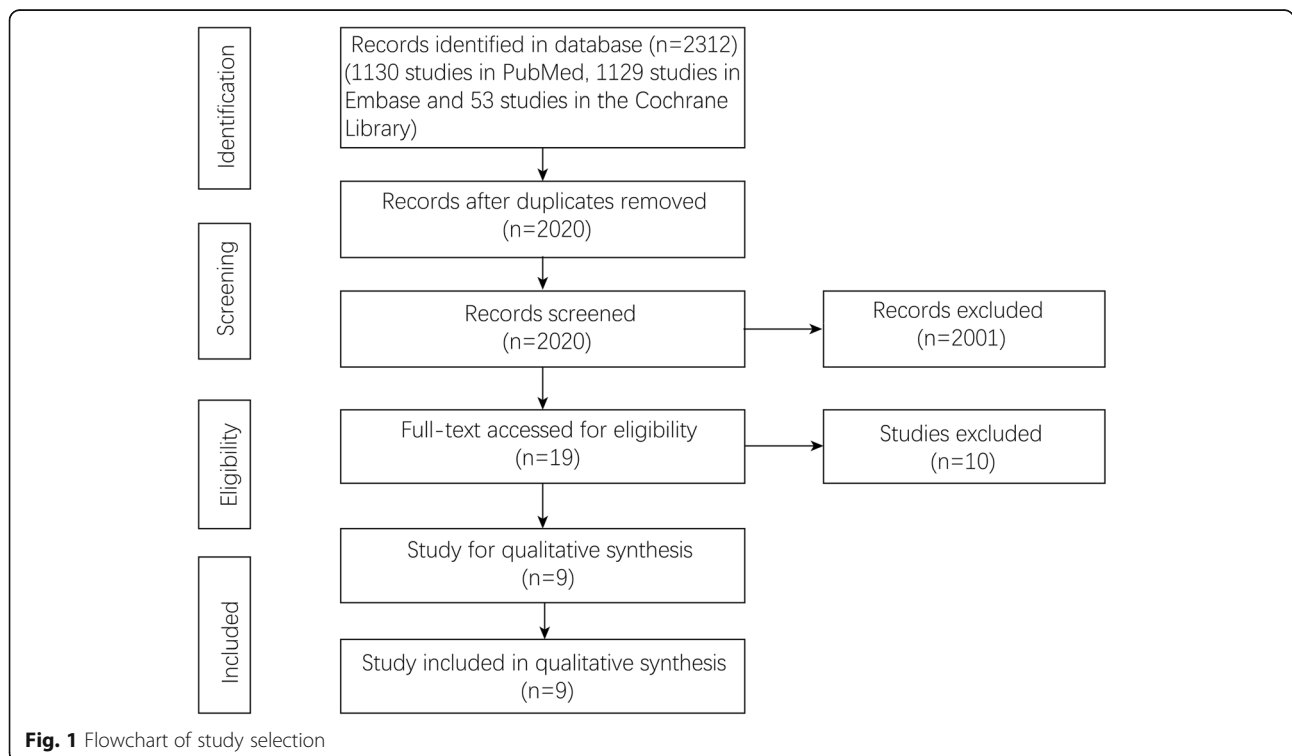 Identification
Records identified in database (n=2312)
(1130 studies in PubMed, 1129 studies in
Embase and 53 studies in the Cochrane
Library)
Records after duplicates removed
(n=2020)
Screening
Records screened
(n=2020)
Records excluded
(n=2001)
Eligibility
Full-text accessed for eligibility
(n=19)
Studies excluded
(n=10)
Study for qualitative synthesis
(n=9)
Included
Study included in qualitative synthesis
(n=9)
Fig. 1 Flowchart of study selection